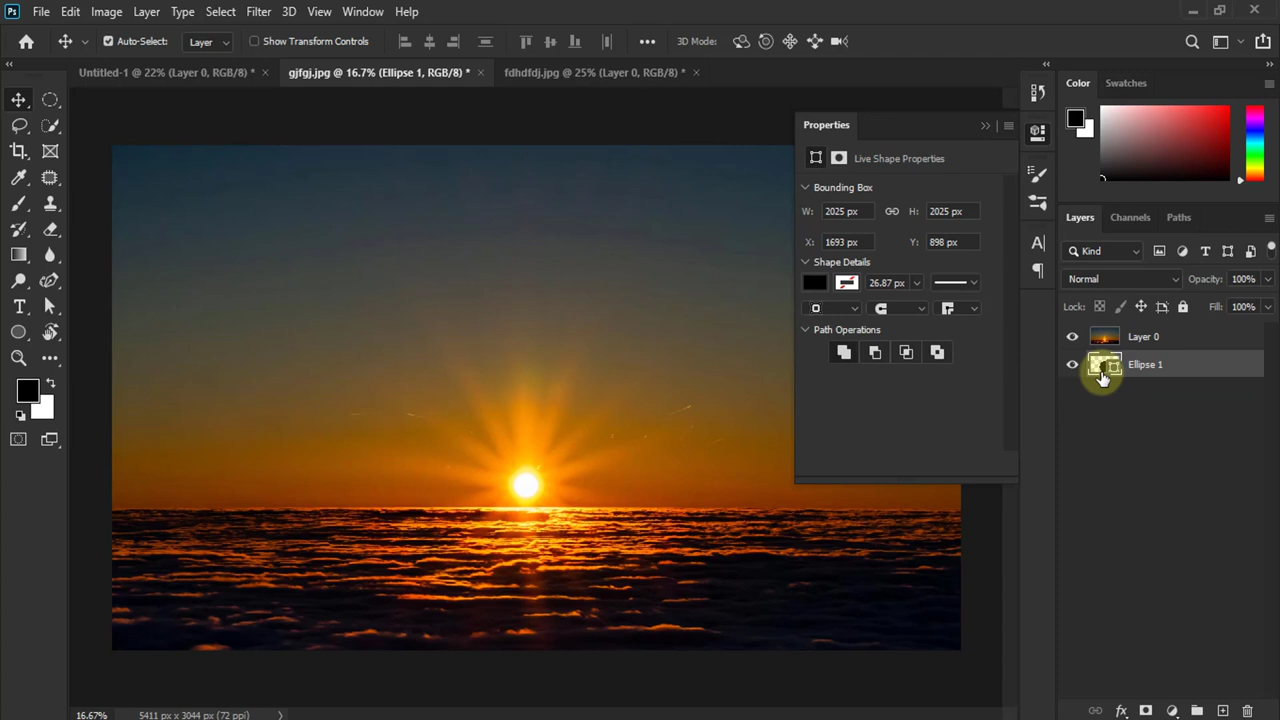 Ps File Edit Image Layer Type Select Filter 3D View Window Help
Auto-Select: Layer Show Transform Controls 3D Mode:
Untitled-1 @ 22% (Layer 0, RGB/8) * gjfgj.jpg @ 16.7% (Ellipse 1, RGB/8) * fdhdfdj.jpg @ 25% (Layer 0, RGB/8) *
Color Swatches
Properties
Live Shape Properties
Bounding Box
W: 2025 px H: 2025 px
X: 1693 px Y: 898 px
Shape Details
26.87 px
Path Operations
Layers Channels Paths
Kind
Normal Opacity: 100%
Lock: Fill: 100%
Layer 0
Ellipse 1
16.67% 5411 px x 3044 px (72 ppi)